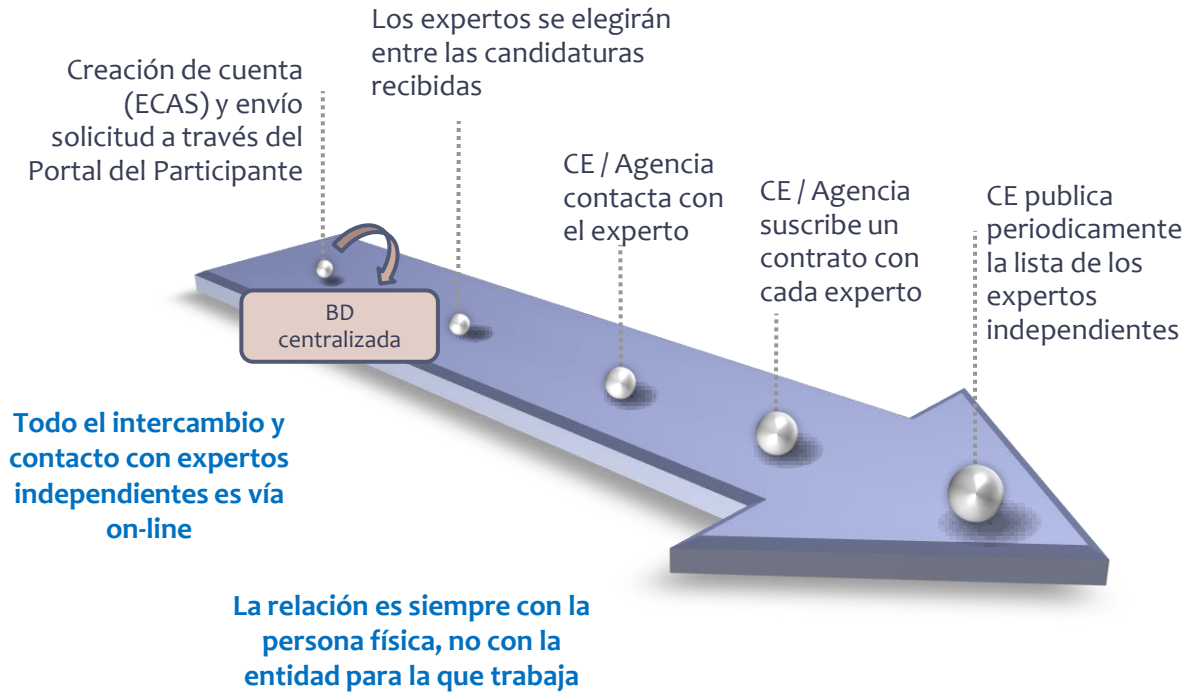 Creación de cuenta
(ECAS) y envío
solicitud a través del
Portal del Participante
Los expertos se elegirán
entre las candidaturas
recibidas
CE / Agencia
contacta con
el experto
CE / Agencia
suscribe un
contrato con
cada experto
CE publica
periodicamente
la lista de los
expertos
independientes
BD
centralizada
Todo el intercambio y
contacto con expertos
independientes es vía
on-line
La relación es siempre con la
persona física, no con la
entidad para la que trabaja